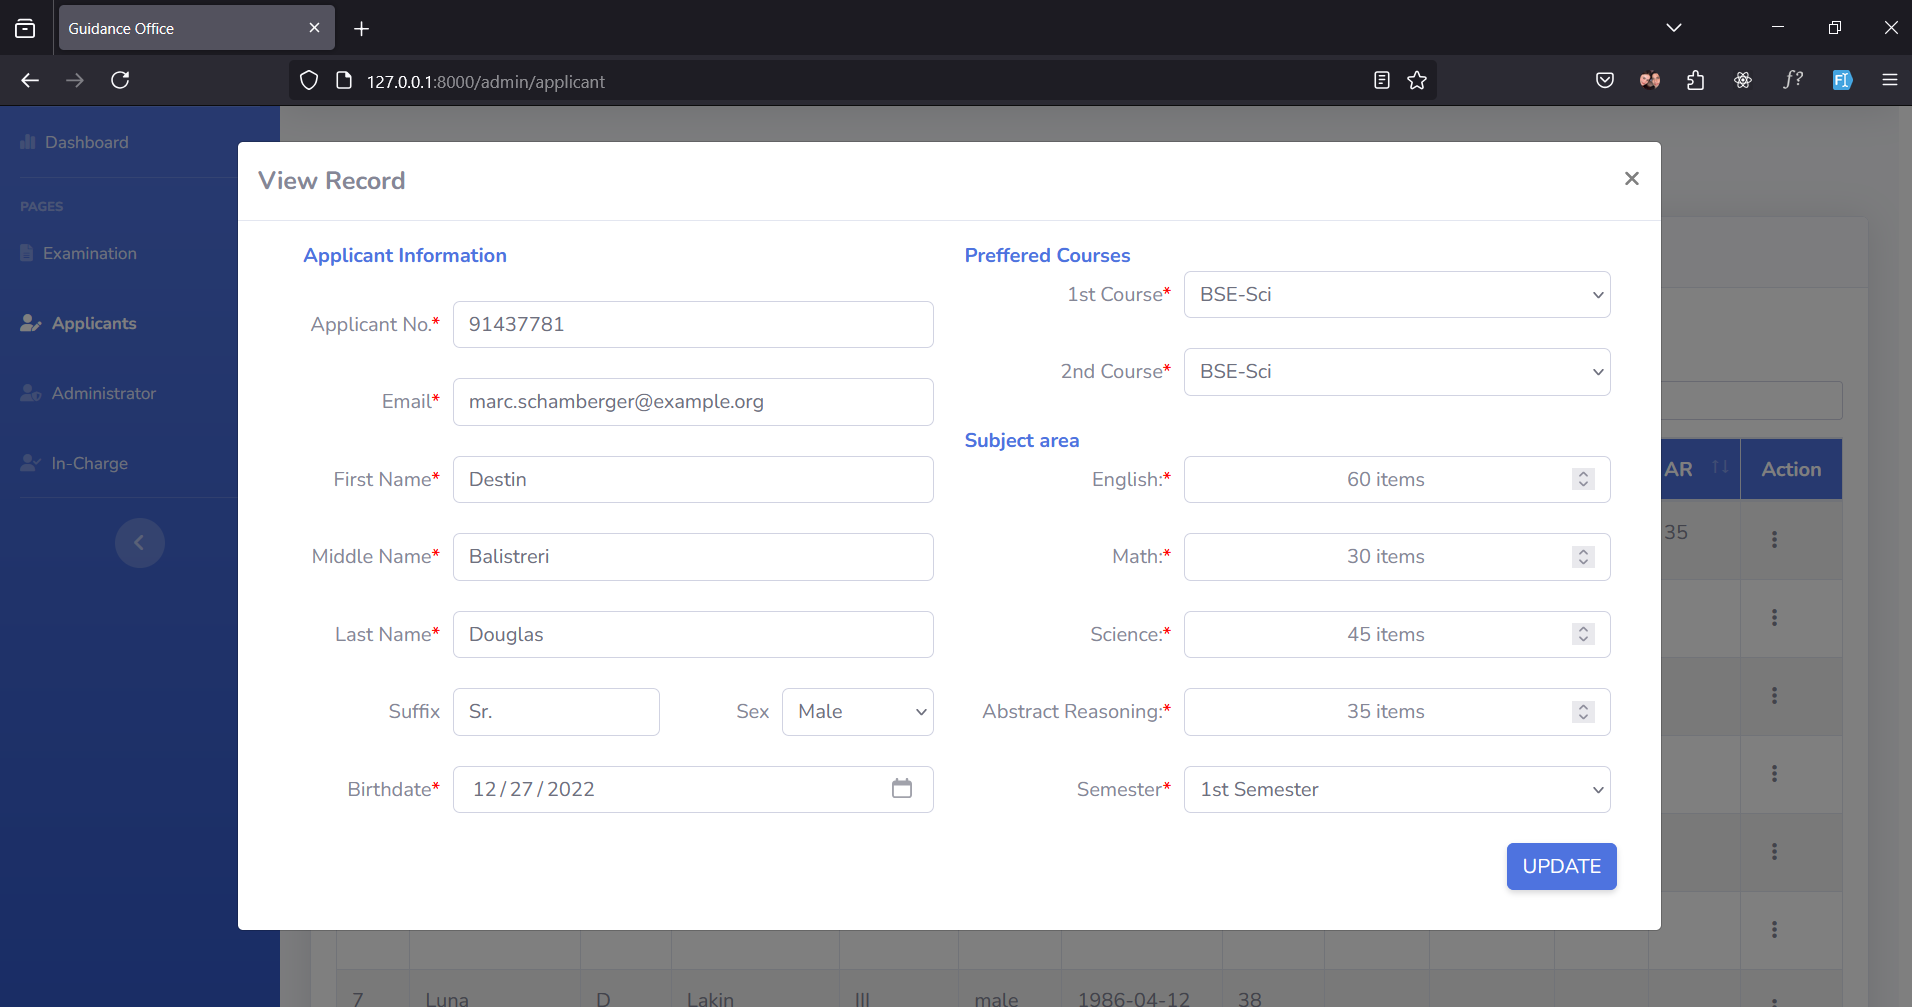 Guidance Office
127.0.0.1:8000/admin/applicant
f?
Dashboard
PAGES
Examination
Applicants
Administrator
In-Charge
View Record
Applicant Information
Applicant No.* 91437781
Email* marc.schamberger@example.org
First Name* Destin
Middle Name* Balistreri
Last Name* Douglas
Suffix Sr. Sex Male
Birthdate* 12/27/2022
Preffered Courses
1st Course* BSE-Sci
2nd Course* BSE-Sci
Subject area
English:* 60 items
Math:* 30 items
Science:* 45 items
Abstract Reasoning:* 35 items
Semester* 1st Semester
UPDATE
AR Action
35
7 Luna D Lakin III male 1986-04-12 38